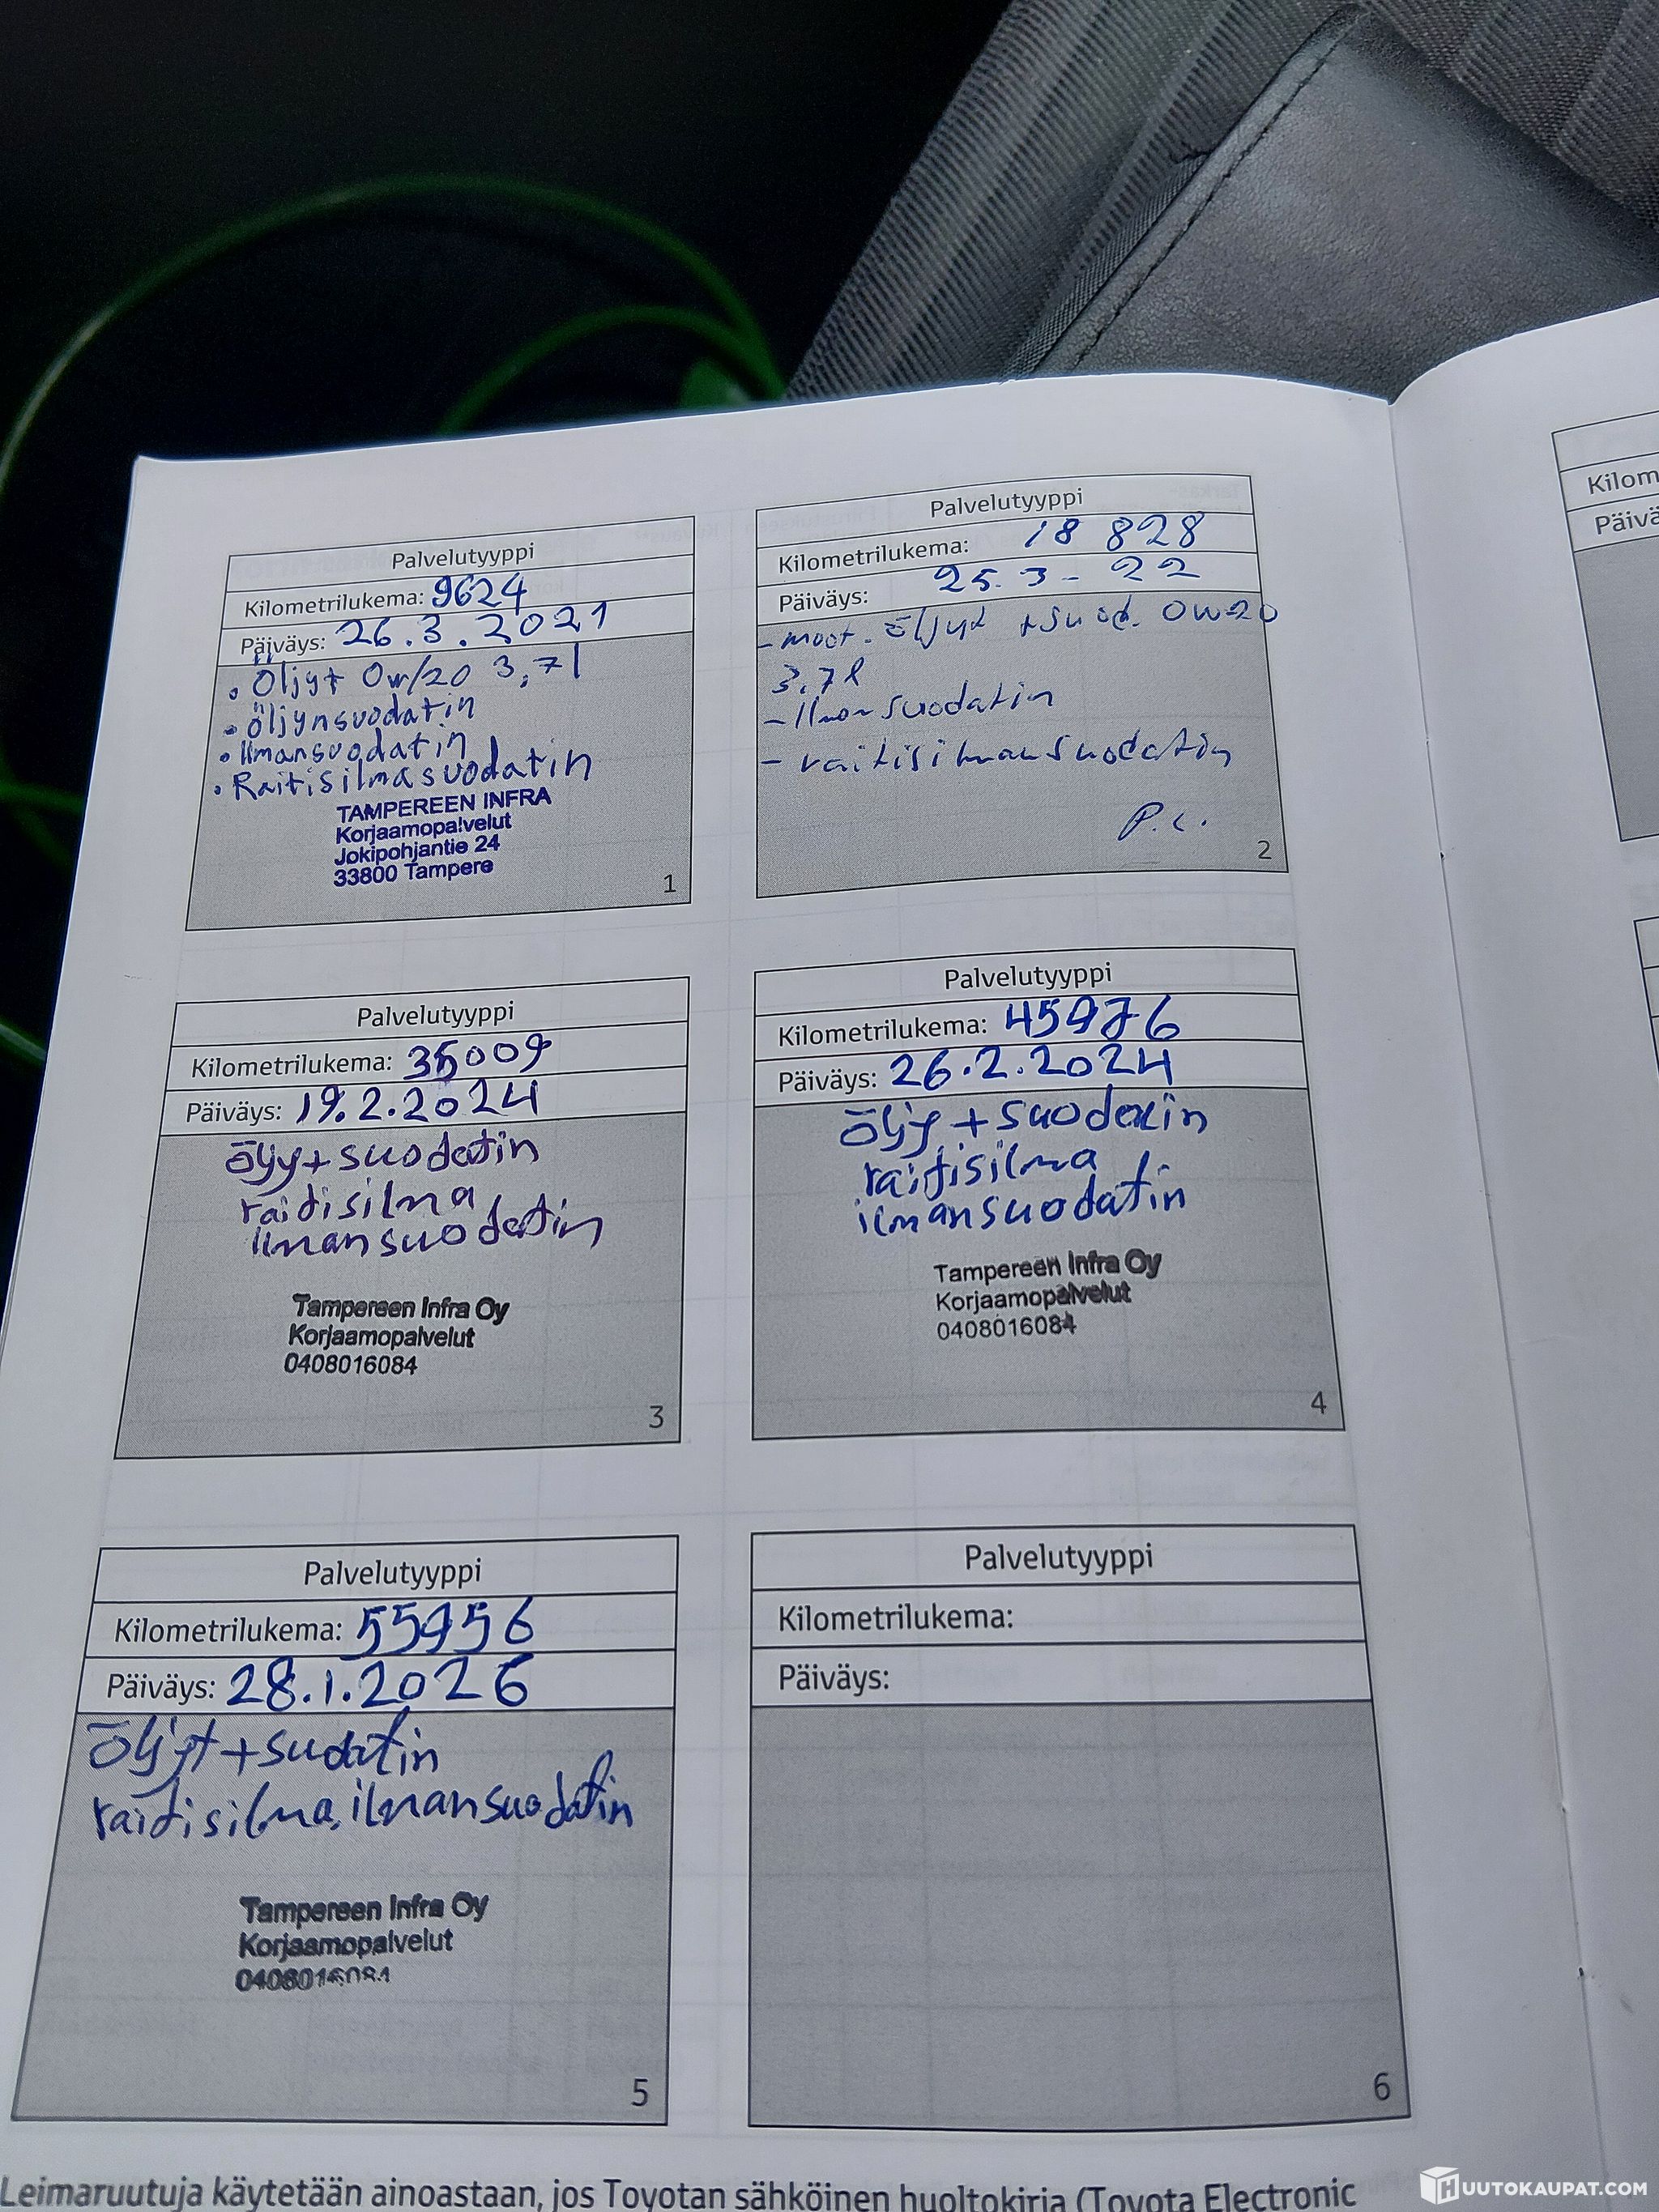 Palvelutyyppi
Kilometrilukema: 9624
Päiväys: 26.3.2021
• Öljyt 0w/20 3,7l
• öljynsuodatin
• Ilmansuodatin
• Raitisilmasuodatin
TAMPEREEN INFRA
Korjaamopalvelut
Jokipohjantie 24
33800 Tampere
1
Palvelutyyppi
Kilometrilukema: 18 828
Päiväys: 25.3-22
- moot. öljyt +suod. 0w20
3,7l
- Ilmansuodatin
- raitisilmansuodatin
2
Palvelutyyppi
Kilometrilukema: 35009
Päiväys: 19.2.2024
öljy+suodatin
raitisilma
ilmansuodatin
Tampereen Infra Oy
Korjaamopalvelut
0408016084
3
Palvelutyyppi
Kilometrilukema: 45976
Päiväys: 26.2.2024
öljy+suodatin
raitisilma
ilmansuodatin
Tampereen Infra Oy
Korjaamopalvelut
0408016084
4
Palvelutyyppi
Kilometrilukema: 55956
Päiväys: 28.1.2026
öljyt+sudatin
raitisilma, ilmansuodatin
Tampereen Infra Oy
Korjaamopalvelut
0408016084
5
Palvelutyyppi
Kilometrilukema:
Päiväys:
6
Leimaruutuja käytetään ainoastaan, jos Toyotan sähköinen huoltokirja (Toyota Electronic
Kilom
Päivä
HUUTOKAUPAT.COM